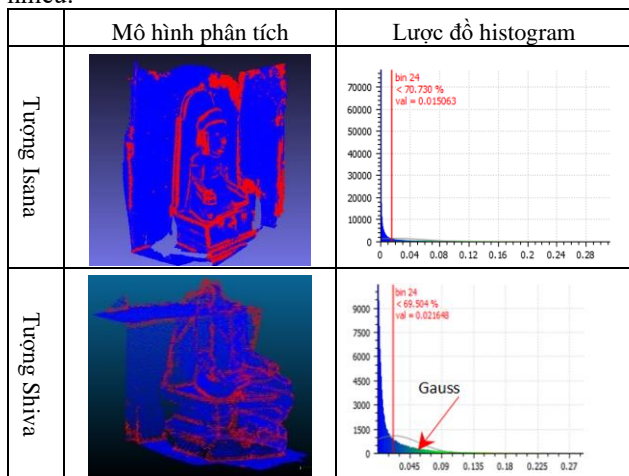 nhiễu.
Mô hình phân tích
Lược đồ histogram
Tượng Isana
bin 24
< 70.730 %
val = 0.015063
70000
60000
50000
40000
30000
20000
10000
0
0 0.04 0.08 0.12 0.16 0.2 0.24 0.28
Tượng Shiva
bin 24
< 69.504 %
val = 0.021648
9000
7500
6000
4500
3000
1500
0
Gauss
0.045 0.09 0.135 0.18 0.225 0.27